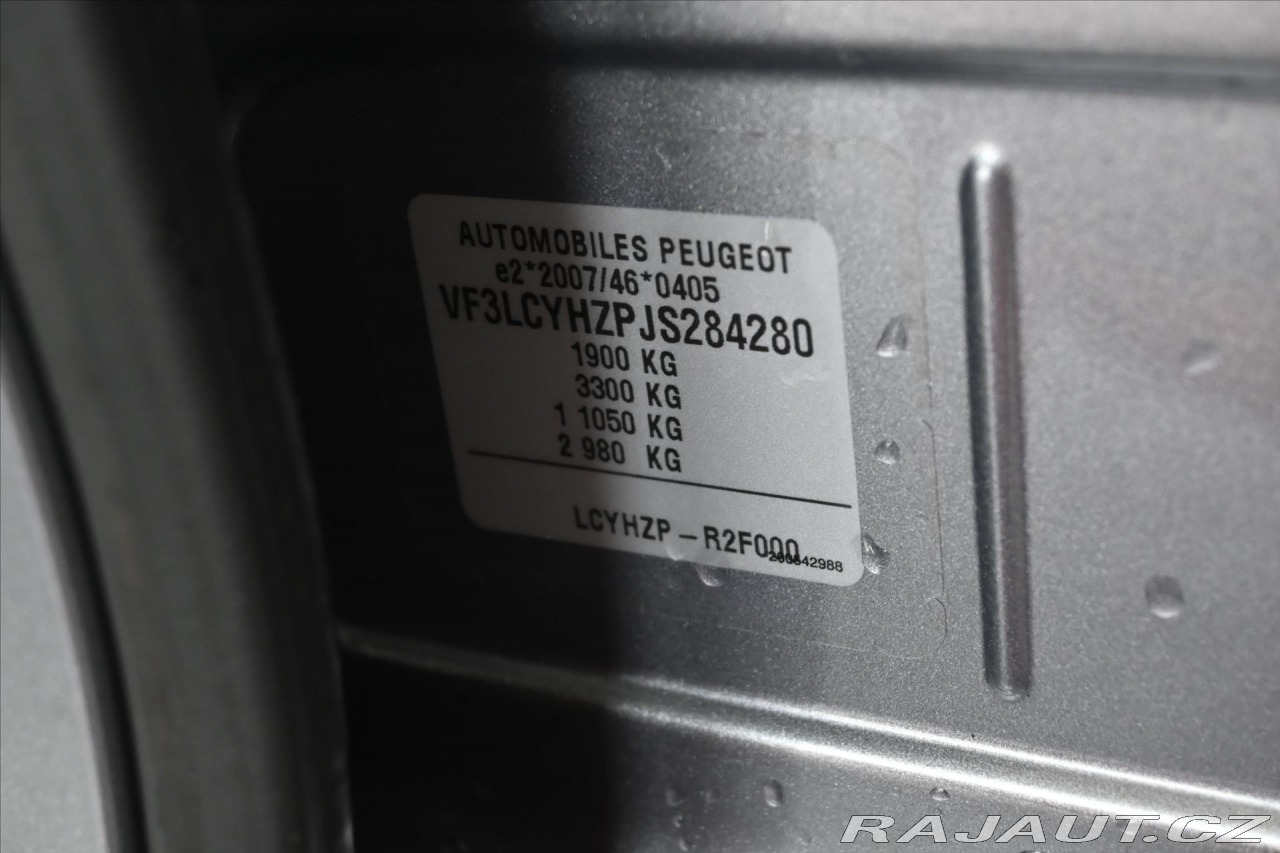 AUTOMOBILES PEUGEOT
e2*2007/46*0405
VF3LCYHZPJS284280
1900 KG
3300 KG
1 1050 KG
2 980 KG
LCYHZP – R2F000
RAJAUT.CZ